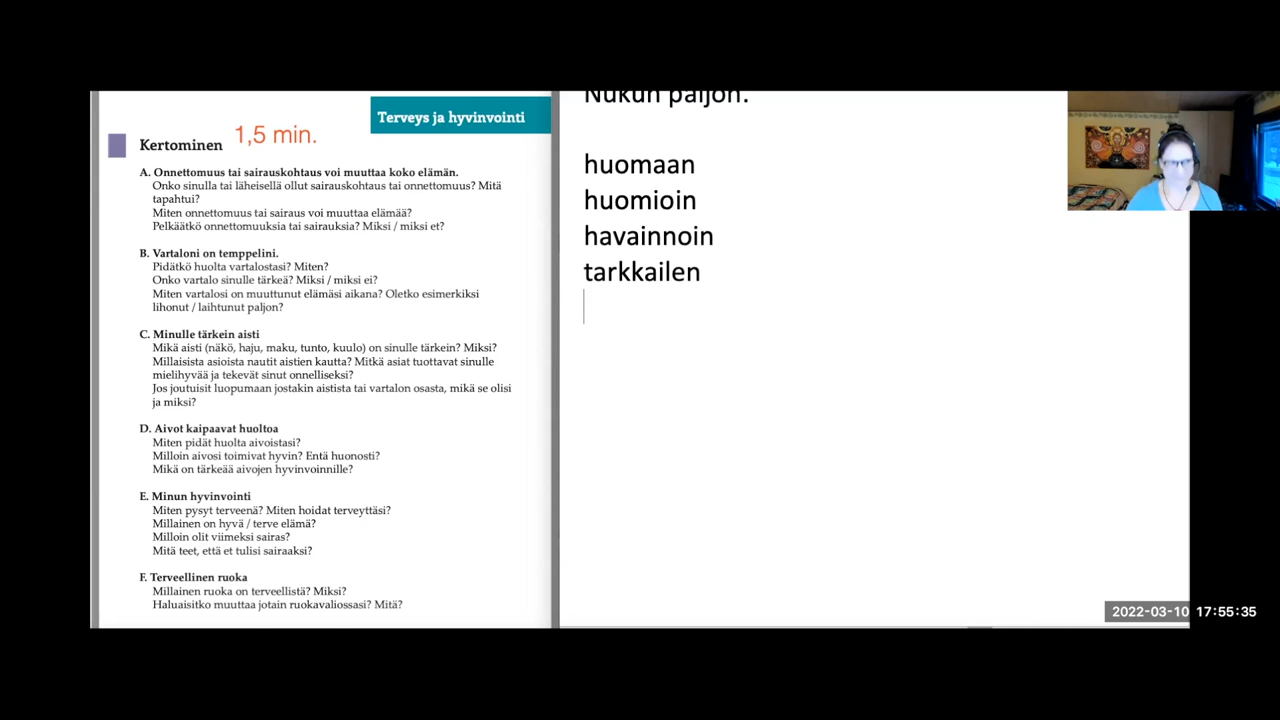 Terveys ja hyvinvointi
Kertominen 1,5 min.
A. Onnettomuus tai sairauskohtaus voi muuttaa koko elämän.
Onko sinulla tai läheisellä ollut sairauskohtaus tai onnettomuus? Mitä
tapahtui?
Miten onnettomuus tai sairaus voi muuttaa elämää?
Pelkäätkö onnettomuuksia tai sairauksia? Miksi / miksi et?
B. Vartaloni on temppelini.
Pidätkö huolta vartalostasi? Miten?
Onko vartalo sinulle tärkeä? Miksi / miksi ei?
Miten vartalosi on muuttunut elämäsi aikana? Oletko esimerkiksi
lihonut / laihtunut paljon?
C. Minulle tärkein aisti
Mikä aisti (näkö, haju, maku, tunto, kuulo) on sinulle tärkein? Miksi?
Millaisista asioista nautit aistien kautta? Mitkä asiat tuottavat sinulle
mielihyvää ja tekevät sinut onnelliseksi?
Jos joutuisit luopumaan jostakin aistista tai vartalon osasta, mikä se olisi
ja miksi?
D. Aivot kaipaavat huoltoa
Miten pidät huolta aivoistasi?
Milloin aivosi toimivat hyvin? Entä huonosti?
Mikä on tärkeää aivojen hyvinvoinnille?
E. Minun hyvinvointi
Miten pysyt terveenä? Miten hoidat terveyttäsi?
Millainen on hyvä / terve elämä?
Milloin olit viimeksi sairas?
Mitä teet, että et tulisi sairaaksi?
F. Terveellinen ruoka
Millainen ruoka on terveellistä? Miksi?
Haluaisitko muuttaa jotain ruokavaliossasi? Mitä?
Nukun paljon.
huomaan
huomioin
havainnoin
tarkkailen
2022-03-10 17:55:35